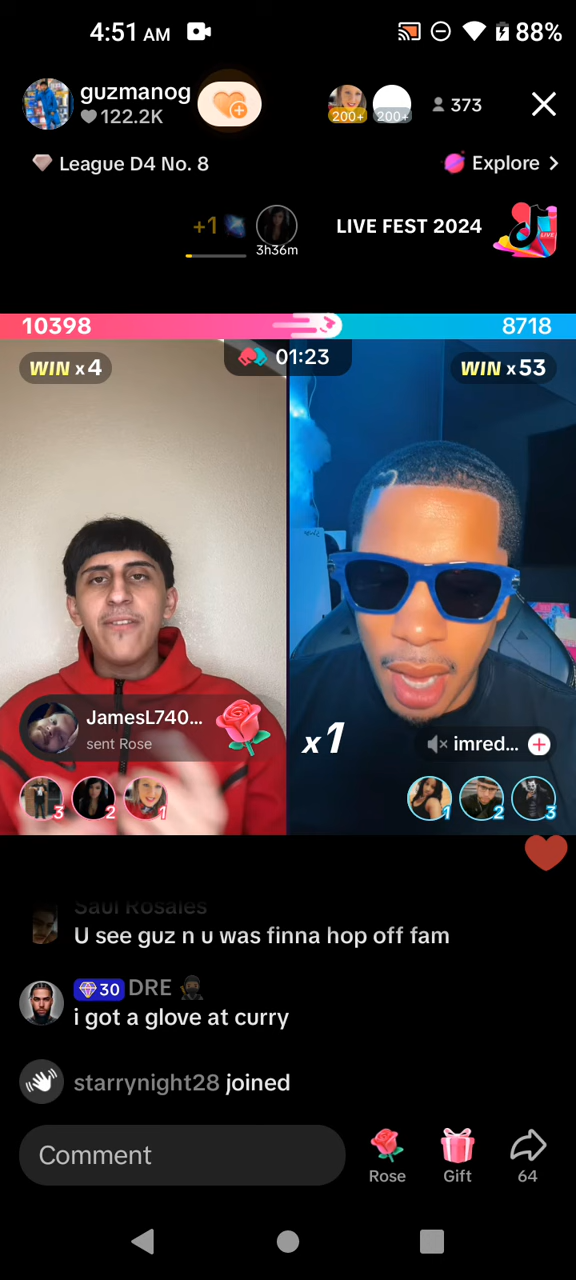 4:51 AM
88%
guzmanog
122.2K
200+
200+
373
League D4 No. 8
Explore
+1
3h36m
LIVE FEST 2024
LIVE
10398
8718
WIN x4
01:23
WIN x53
JamesL740...
sent Rose
x1
imred...
3
2
1
1
2
3
Saul Rosales
U see guz n u was finna hop off fam
30 DRE
i got a glove at curry
starrynight28 joined
Comment
Rose
Gift
64